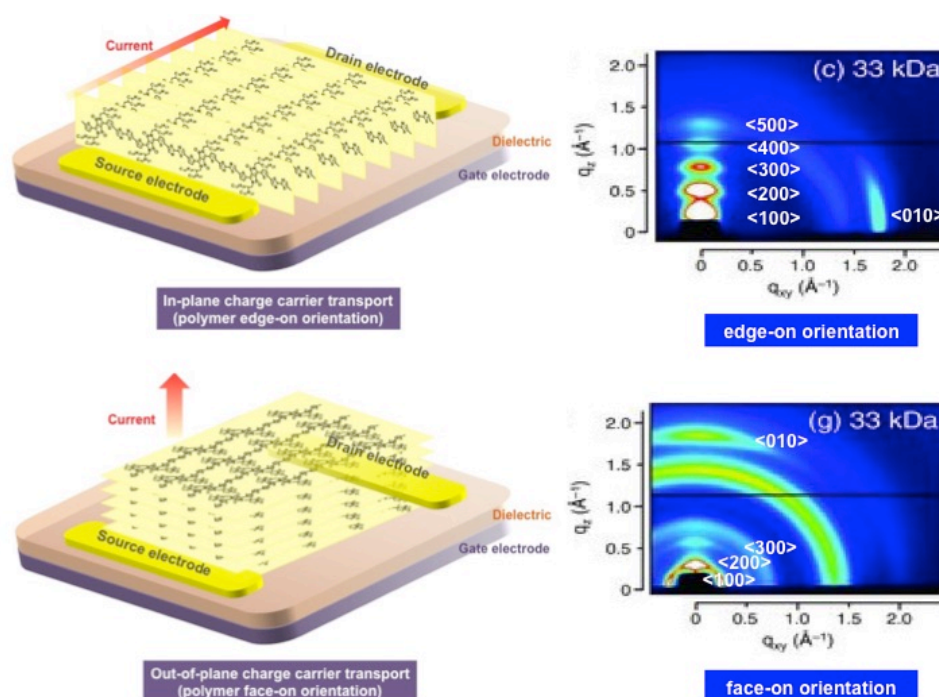 Current
Drain electrode
Source electrode
Dielectric
Gate electrode
In-plane charge carrier transport
(polymer edge-on orientation)
(c) 33 kDa
2.0
1.5
1.0
0.5
0
qz (Å⁻¹)
<500>
<400>
<300>
<200>
<100>
<010>
0 0.5 1.0 1.5 2.0
qxy (Å⁻¹)
edge-on orientation
Current
Drain electrode
Source electrode
Dielectric
Gate electrode
Out-of-plane charge carrier transport
(polymer face-on orientation)
(g) 33 kDa
2.0
1.5
1.0
0.5
0
qz (Å⁻¹)
<010>
<300>
<200>
<100>
0 0.5 1.0 1.5 2.0
qxy (Å⁻¹)
face-on orientation